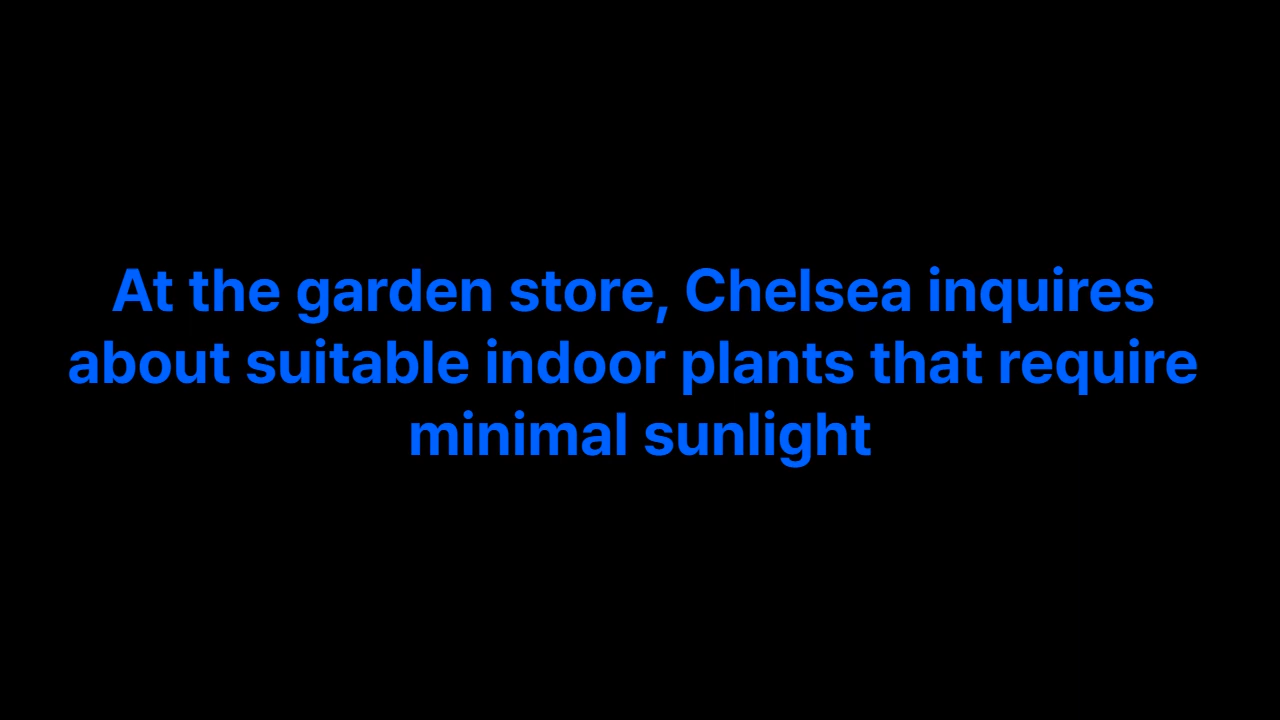 At the garden store, Chelsea inquires
about suitable indoor plants that require
minimal sunlight